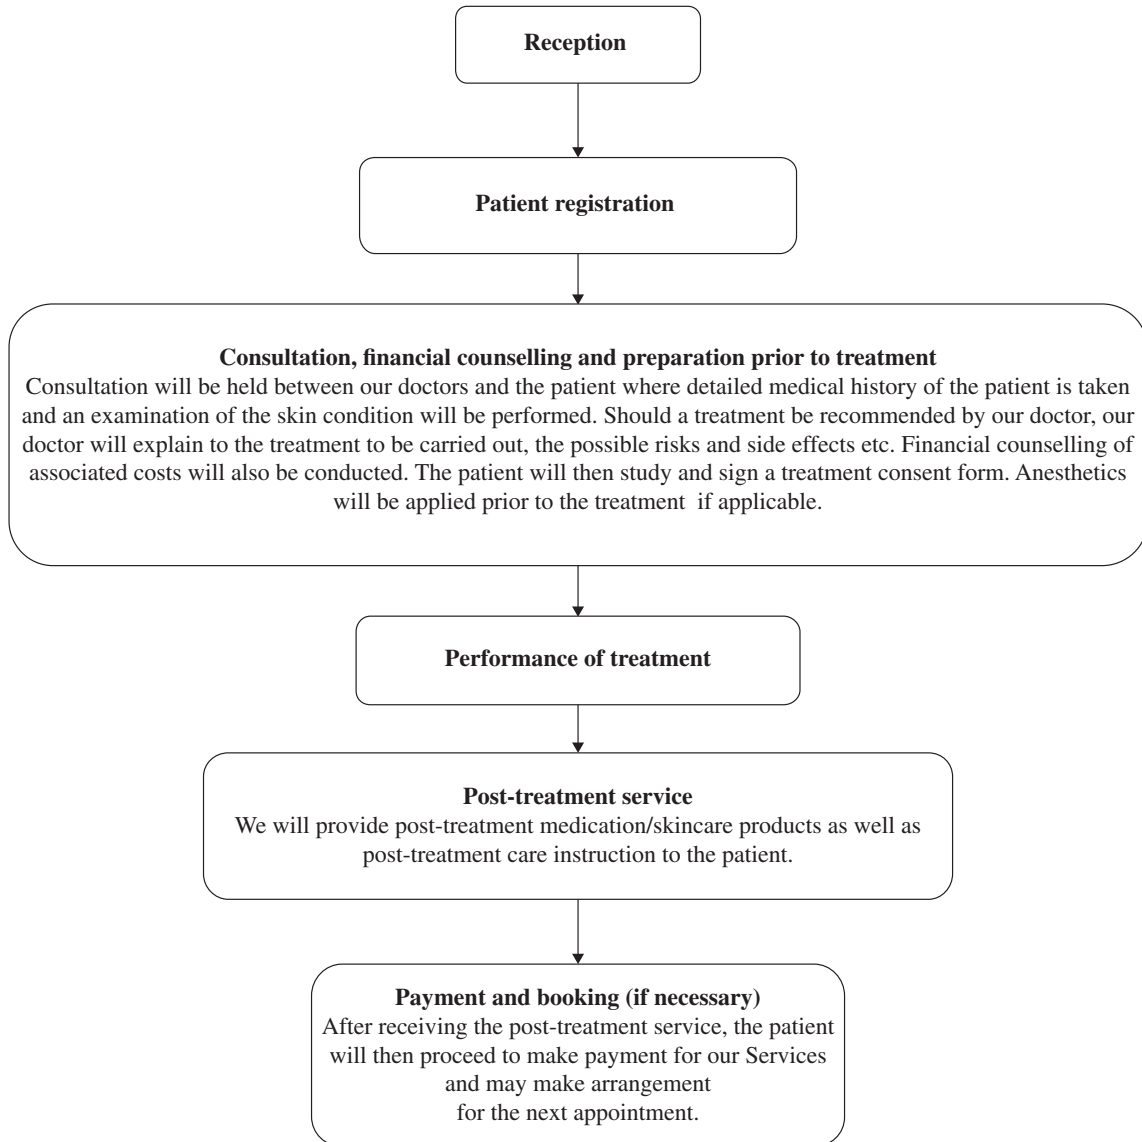 Reception
Patient registration
Consultation, financial counselling and preparation prior to treatment
Consultation will be held between our doctors and the patient where detailed medical history of the patient is taken
and an examination of the skin condition will be performed. Should a treatment be recommended by our doctor, our
doctor will explain to the treatment to be carried out, the possible risks and side effects etc. Financial counselling of
associated costs will also be conducted. The patient will then study and sign a treatment consent form. Anesthetics
will be applied prior to the treatment  if applicable.
Performance of treatment
Post-treatment service
We will provide post-treatment medication/skincare products as well as
post-treatment care instruction to the patient.
Payment and booking (if necessary)
After receiving the post-treatment service, the patient
will then proceed to make payment for our Services
and may make arrangement
for the next appointment.